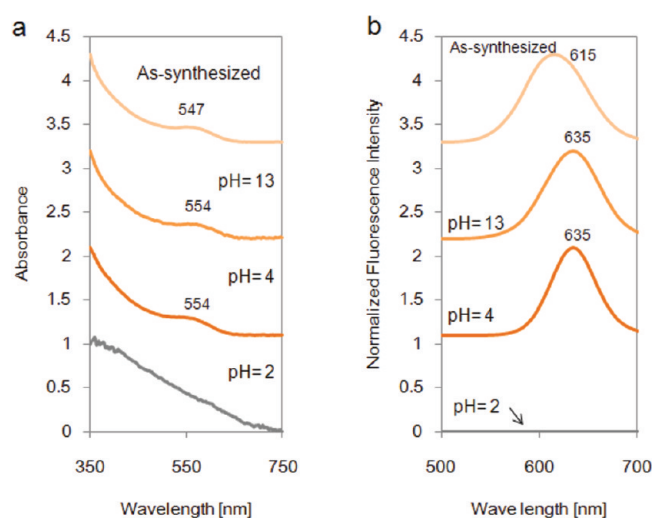 a
4.5
4
3.5
3
2.5
2
1.5
1
0.5
0
Absorbance
As-synthesized
547
pH= 13
554
pH= 4
554
pH= 2
350
550
750
Wavelength [nm]
b
4.5
4
3.5
3
2.5
2
1.5
1
0.5
0
Normalized Fluorescence Intensity
As-synthesized
615
635
pH= 13
635
pH= 4
pH= 2
500
600
700
Wave length [nm]